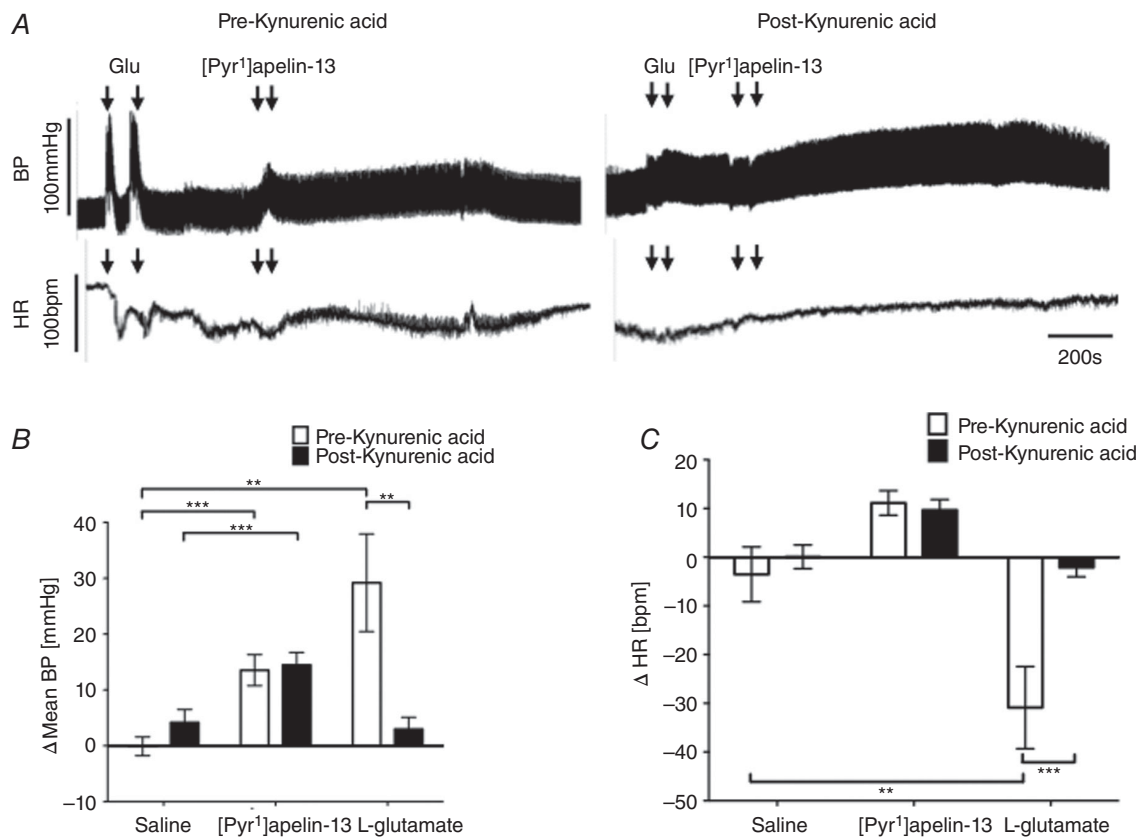 A
Pre-Kynurenic acid
Post-Kynurenic acid
Glu
[Pyr¹]apelin-13
Glu
[Pyr¹]apelin-13
BP
100mmHg
HR
100bpm
200s
B
Pre-Kynurenic acid
Post-Kynurenic acid
**
***
**
***
40
30
20
10
0
−10
Δ Mean BP [mmHg]
Saline
[Pyr¹]apelin-13
L-glutamate
C
Pre-Kynurenic acid
Post-Kynurenic acid
20
10
0
−10
−20
−30
−40
−50
Δ HR [bpm]
***
**
Saline
[Pyr¹]apelin-13
L-glutamate